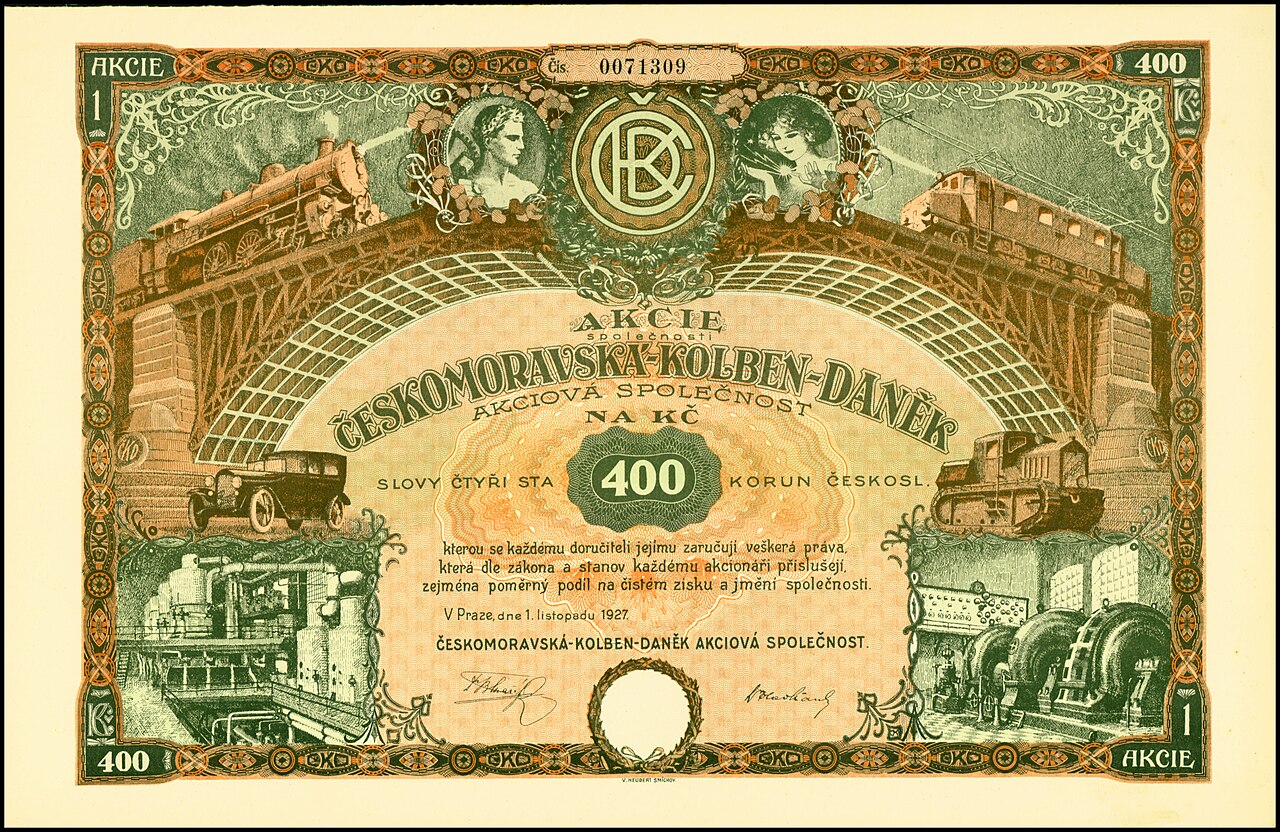 AKCIE
Čís. 0071309
400
1
ČKD
AKCIE
společnosti
ČESKOMORAVSKÁ-KOLBEN-DANĚK
AKCIOVÁ SPOLEČNOST
NA KČ
SLOVY ČTYŘI STA 400 KORUN ČESKOSL.
kterou se každému doručiteli jejímu zaručují veškerá práva,
která dle zákona a stanov každému akcionáři příslušejí,
zejména poměrný podíl na čistém zisku a jmění společnosti.
V Praze, dne 1. listopadu 1927.
ČESKOMORAVSKÁ-KOLBEN-DANĚK AKCIOVÁ SPOLEČNOST.
1
400
AKCIE
V. NEUBERT SMÍCHOV.